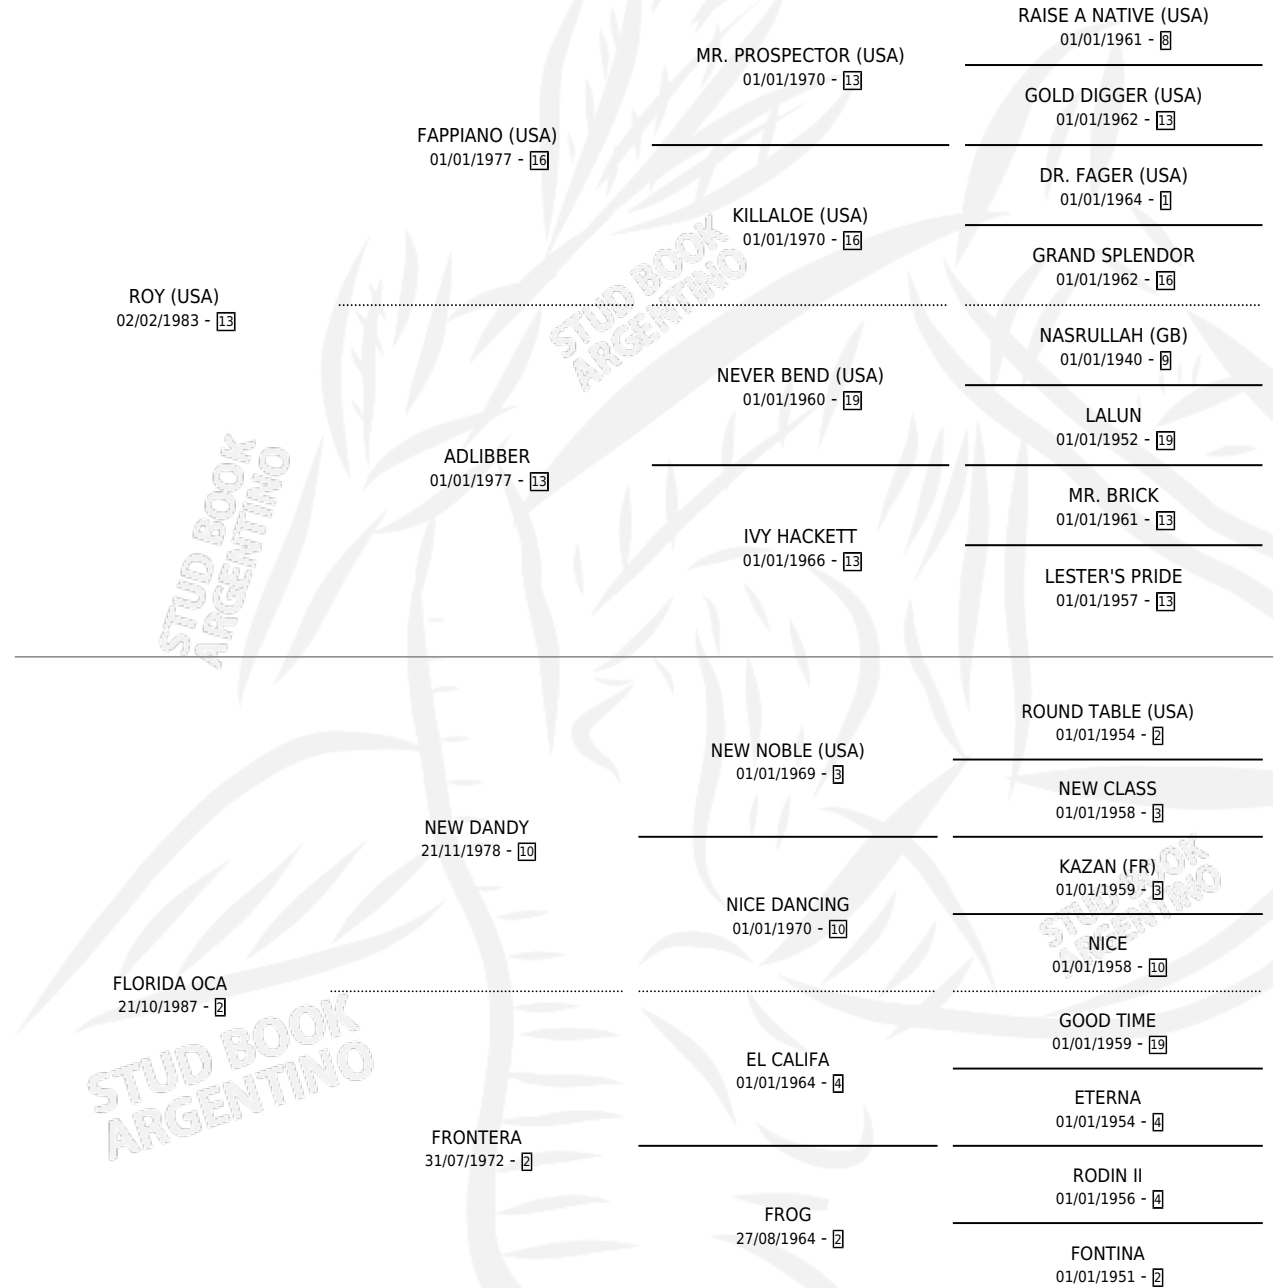 RAISE A NATIVE (USA)
01/01/1961 - 8
MR. PROSPECTOR (USA)
01/01/1970 - 13
GOLD DIGGER (USA)
01/01/1962 - 13
FAPPIANO (USA)
01/01/1977 - 16
DR. FAGER (USA)
01/01/1964 - 1
KILLALOE (USA)
01/01/1970 - 16
GRAND SPLENDOR
01/01/1962 - 16
ROY (USA)
02/02/1983 - 13
NASRULLAH (GB)
01/01/1940 - 9
NEVER BEND (USA)
01/01/1960 - 19
LALUN
01/01/1952 - 19
ADLIBBER
01/01/1977 - 13
MR. BRICK
01/01/1961 - 13
IVY HACKETT
01/01/1966 - 13
LESTER'S PRIDE
01/01/1957 - 13
ROUND TABLE (USA)
01/01/1954 - 2
NEW NOBLE (USA)
01/01/1969 - 3
NEW CLASS
01/01/1958 - 3
NEW DANDY
21/11/1978 - 10
KAZAN (FR)
01/01/1959 - 3
NICE DANCING
01/01/1970 - 10
NICE
01/01/1958 - 10
FLORIDA OCA
21/10/1987 - 2
GOOD TIME
01/01/1959 - 19
EL CALIFA
01/01/1964 - 4
ETERNA
01/01/1954 - 4
FRONTERA
31/07/1972 - 2
RODIN II
01/01/1956 - 4
FROG
27/08/1964 - 2
FONTINA
01/01/1951 - 2
STUD BOOK
ARGENTINO
STUD BOOK
ARGENTINO
STUD BOOK
ARGENTINO
STUD BOOK
ARGENTINO